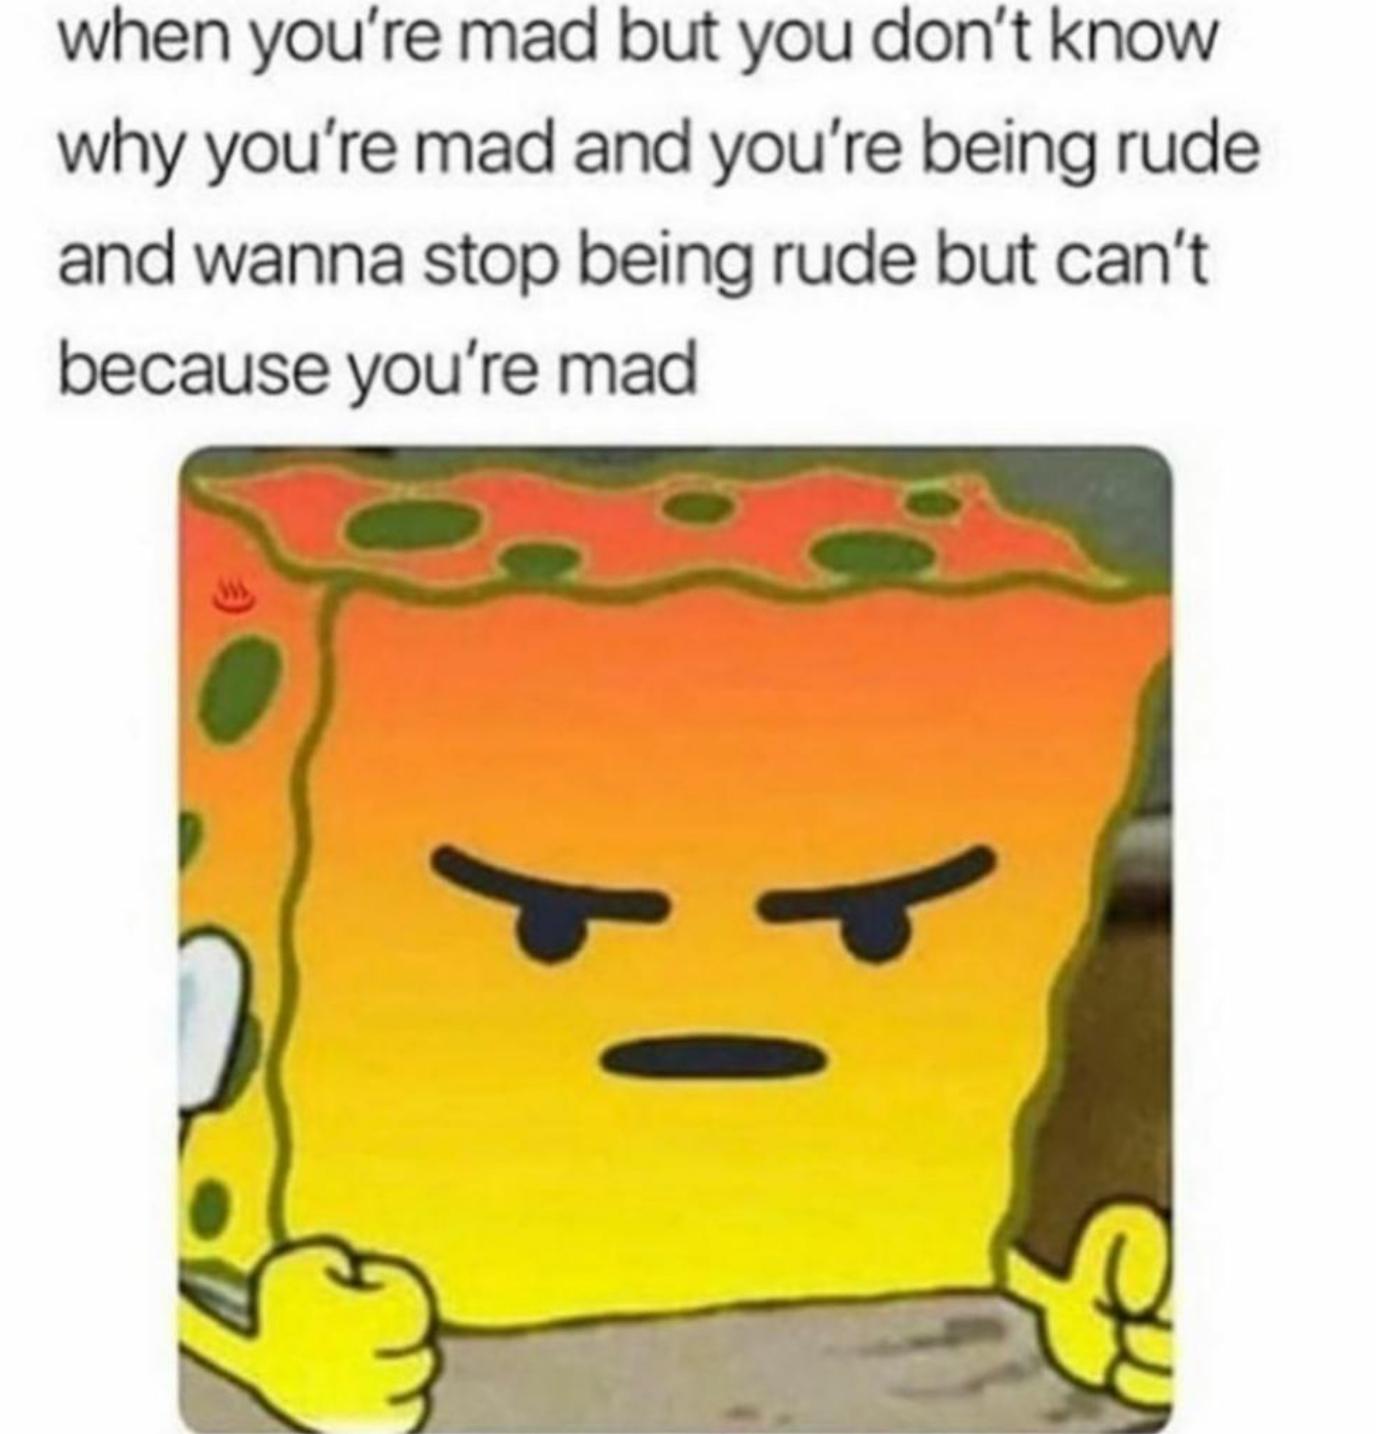 when you're mad but you don't know
why you're mad and you're being rude
and wanna stop being rude but can't
because you're mad